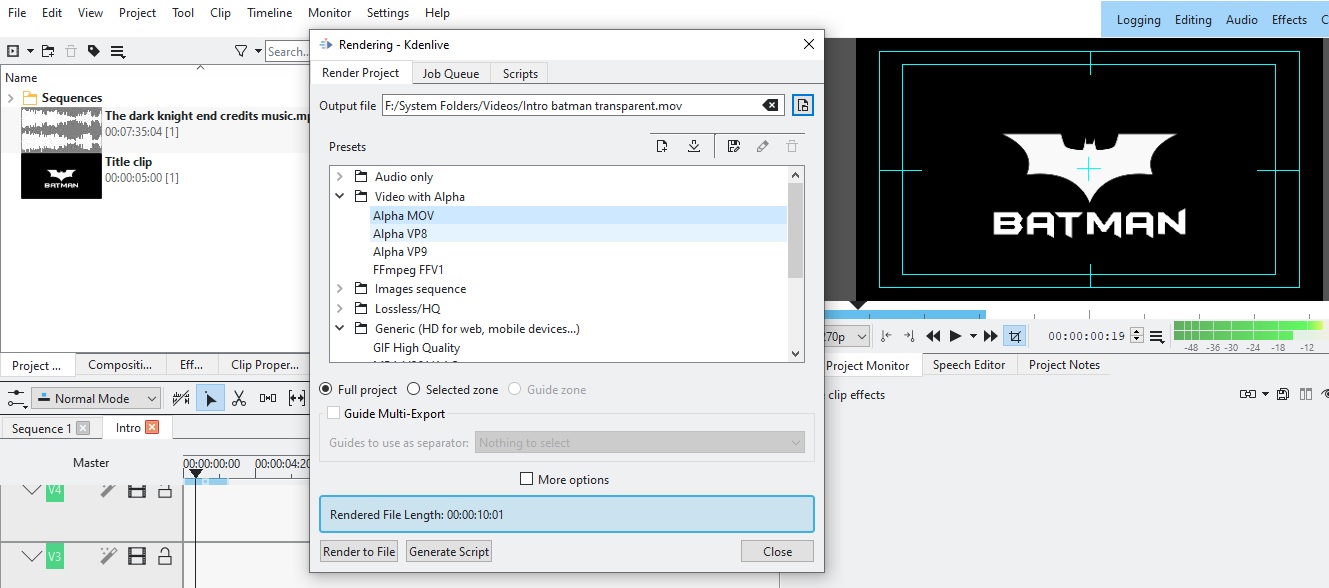 File Edit View Project Tool Clip Timeline Monitor Settings Help
Logging Editing Audio Effects C
Search...
Name
Sequences
The dark knight end credits music.mp
00:07:35:04 [1]
Title clip
00:00:05:00 [1]
BATMAN
Rendering - Kdenlive
Render Project Job Queue Scripts
Output file F:/System Folders/Videos/Intro batman transparent.mov
Presets
Audio only
Video with Alpha
Alpha MOV
Alpha VP8
Alpha VP9
FFmpeg FFV1
Images sequence
Lossless/HQ
Generic (HD for web, mobile devices...)
GIF High Quality
Full project Selected zone Guide zone
Guide Multi-Export
Guides to use as separator: Nothing to select
More options
Rendered File Length: 00:00:10:01
Render to File Generate Script Close
BATMAN
70p 00:00:00:19 -48 -36 -30 -24 -18 -12
Project Monitor Speech Editor Project Notes
clip effects
Project ... Compositi... Eff... Clip Proper...
Normal Mode
Sequence 1 Intro
Master 00:00:00:00 00:00:04:20
V4
V3